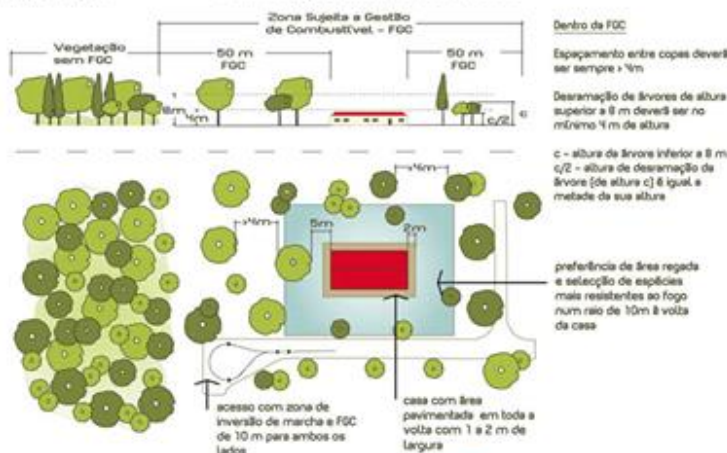 Zona Sujeita a Gestão
de Combustível - FGC
Vegetação
sem FGC
50 m
FGC
50 m
FGC
8m
4m
c
c/2
Dentro da FGC
Espaçamento entre copas deverá
ser sempre > 4m
Desramação de árvores de altura
superior a 8 m deverá ser no
mínimo 4 m de altura
c - altura da árvore inferior a 8 m
c/2 - altura de desramação da
árvore (de altura c) é igual a
metade da sua altura
>4m
>4m
5m
2m
preferência de área regada
e selecção de espécies
mais resistentes ao fogo
num raio de 10m à volta
da casa
acesso com zona de
inversão de marcha e FGC
de 10 m para ambos os
lados
casa com área
pavimentada em toda a
volta com 1 a 2 m de
largura